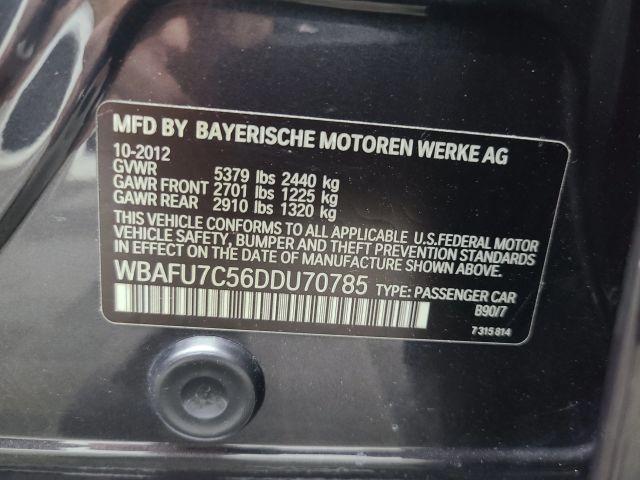 MFD BY BAYERISCHE MOTOREN WERKE AG
10-2012
GVWR 5379 lbs 2440 kg
GAWR FRONT 2701 lbs 1225 kg
GAWR REAR 2910 lbs 1320 kg
THIS VEHICLE CONFORMS TO ALL APPLICABLE U.S.FEDERAL MOTOR
VEHICLE SAFETY, BUMPER AND THEFT PREVENTION STANDARDS
IN EFFECT ON THE DATE OF MANUFACTURE SHOWN ABOVE.
WBAFU7C56DDU70785 TYPE: PASSENGER CAR
B90/7
7315814